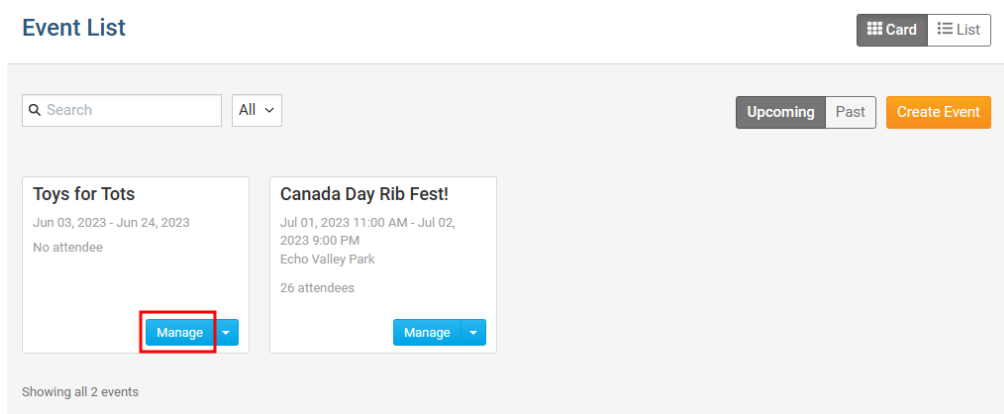 Event List
Card
List
Search
All
Upcoming
Past
Create Event
Toys for Tots
Jun 03, 2023 - Jun 24, 2023
No attendee
Manage
Canada Day Rib Fest!
Jul 01, 2023 11:00 AM - Jul 02,
2023 9:00 PM
Echo Valley Park
26 attendees
Manage
Showing all 2 events